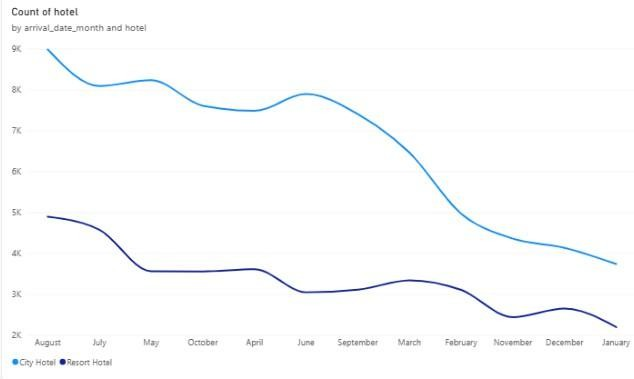 Count of hotel
by arrival_date_month and hotel
9K
8K
7K
6K
5K
4K
3K
2K
August July May October April June September March February November December January
City Hotel Resort Hotel